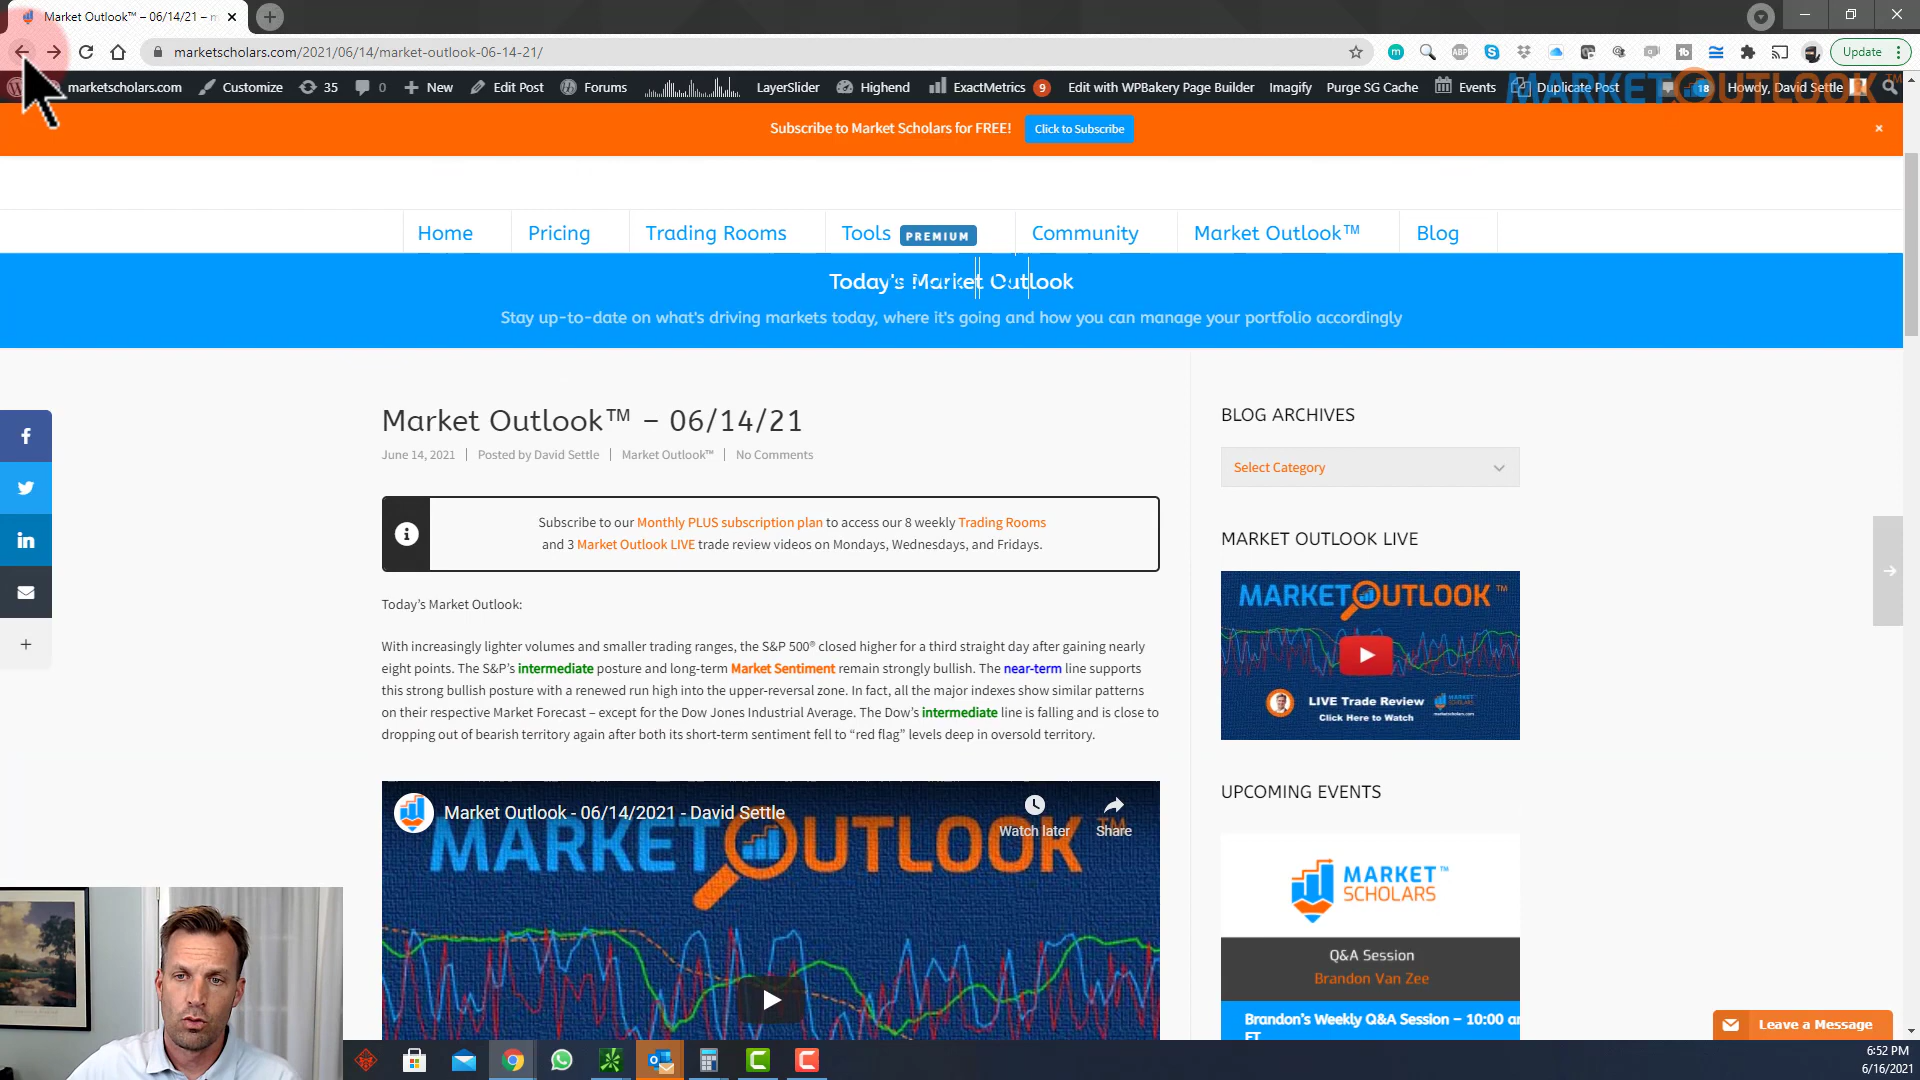 Market Outlook™ – 06/14/21 –
marketscholars.com/2021/06/14/market-outlook-06-14-21/
Update
marketscholars.com Customize 35 0 New Edit Post Forums LayerSlider Highend ExactMetrics 9 Edit with WPBakery Page Builder Imagify Purge SG Cache Events Duplicate Post 18 Howdy, David Settle
MARKETOUTLOOK™
Subscribe to Market Scholars for FREE! Click to Subscribe ×
Home Pricing Trading Rooms Tools PREMIUM Community Market Outlook™ Blog
Today's Market Outlook
Stay up-to-date on what's driving markets today, where it's going and how you can manage your portfolio accordingly
Market Outlook™ – 06/14/21
June 14, 2021 | Posted by David Settle | Market Outlook™ | No Comments
Subscribe to our Monthly PLUS subscription plan to access our 8 weekly Trading Rooms
and 3 Market Outlook LIVE trade review videos on Mondays, Wednesdays, and Fridays.
Today’s Market Outlook:
With increasingly lighter volumes and smaller trading ranges, the S&P 500® closed higher for a third straight day after gaining nearly
eight points. The S&P’s intermediate posture and long-term Market Sentiment remain strongly bullish. The near-term line supports
this strong bullish posture with a renewed run high into the upper-reversal zone. In fact, all the major indexes show similar patterns
on their respective Market Forecast – except for the Dow Jones Industrial Average. The Dow’s intermediate line is falling and is close to
dropping out of bearish territory again after both its short-term sentiment fell to “red flag” levels deep in oversold territory.
Market Outlook - 06/14/2021 - David Settle
Watch later Share
MARKETOUTLOOK™
BLOG ARCHIVES
Select Category
MARKET OUTLOOK LIVE
MARKETOUTLOOK™
LIVE Trade Review
Click Here to Watch
UPCOMING EVENTS
MARKET™
SCHOLARS
Q&A Session
Brandon Van Zee
Brandon’s Weekly Q&A Session – 10:00 a
ET
Leave a Message
6:52 PM
6/16/2021